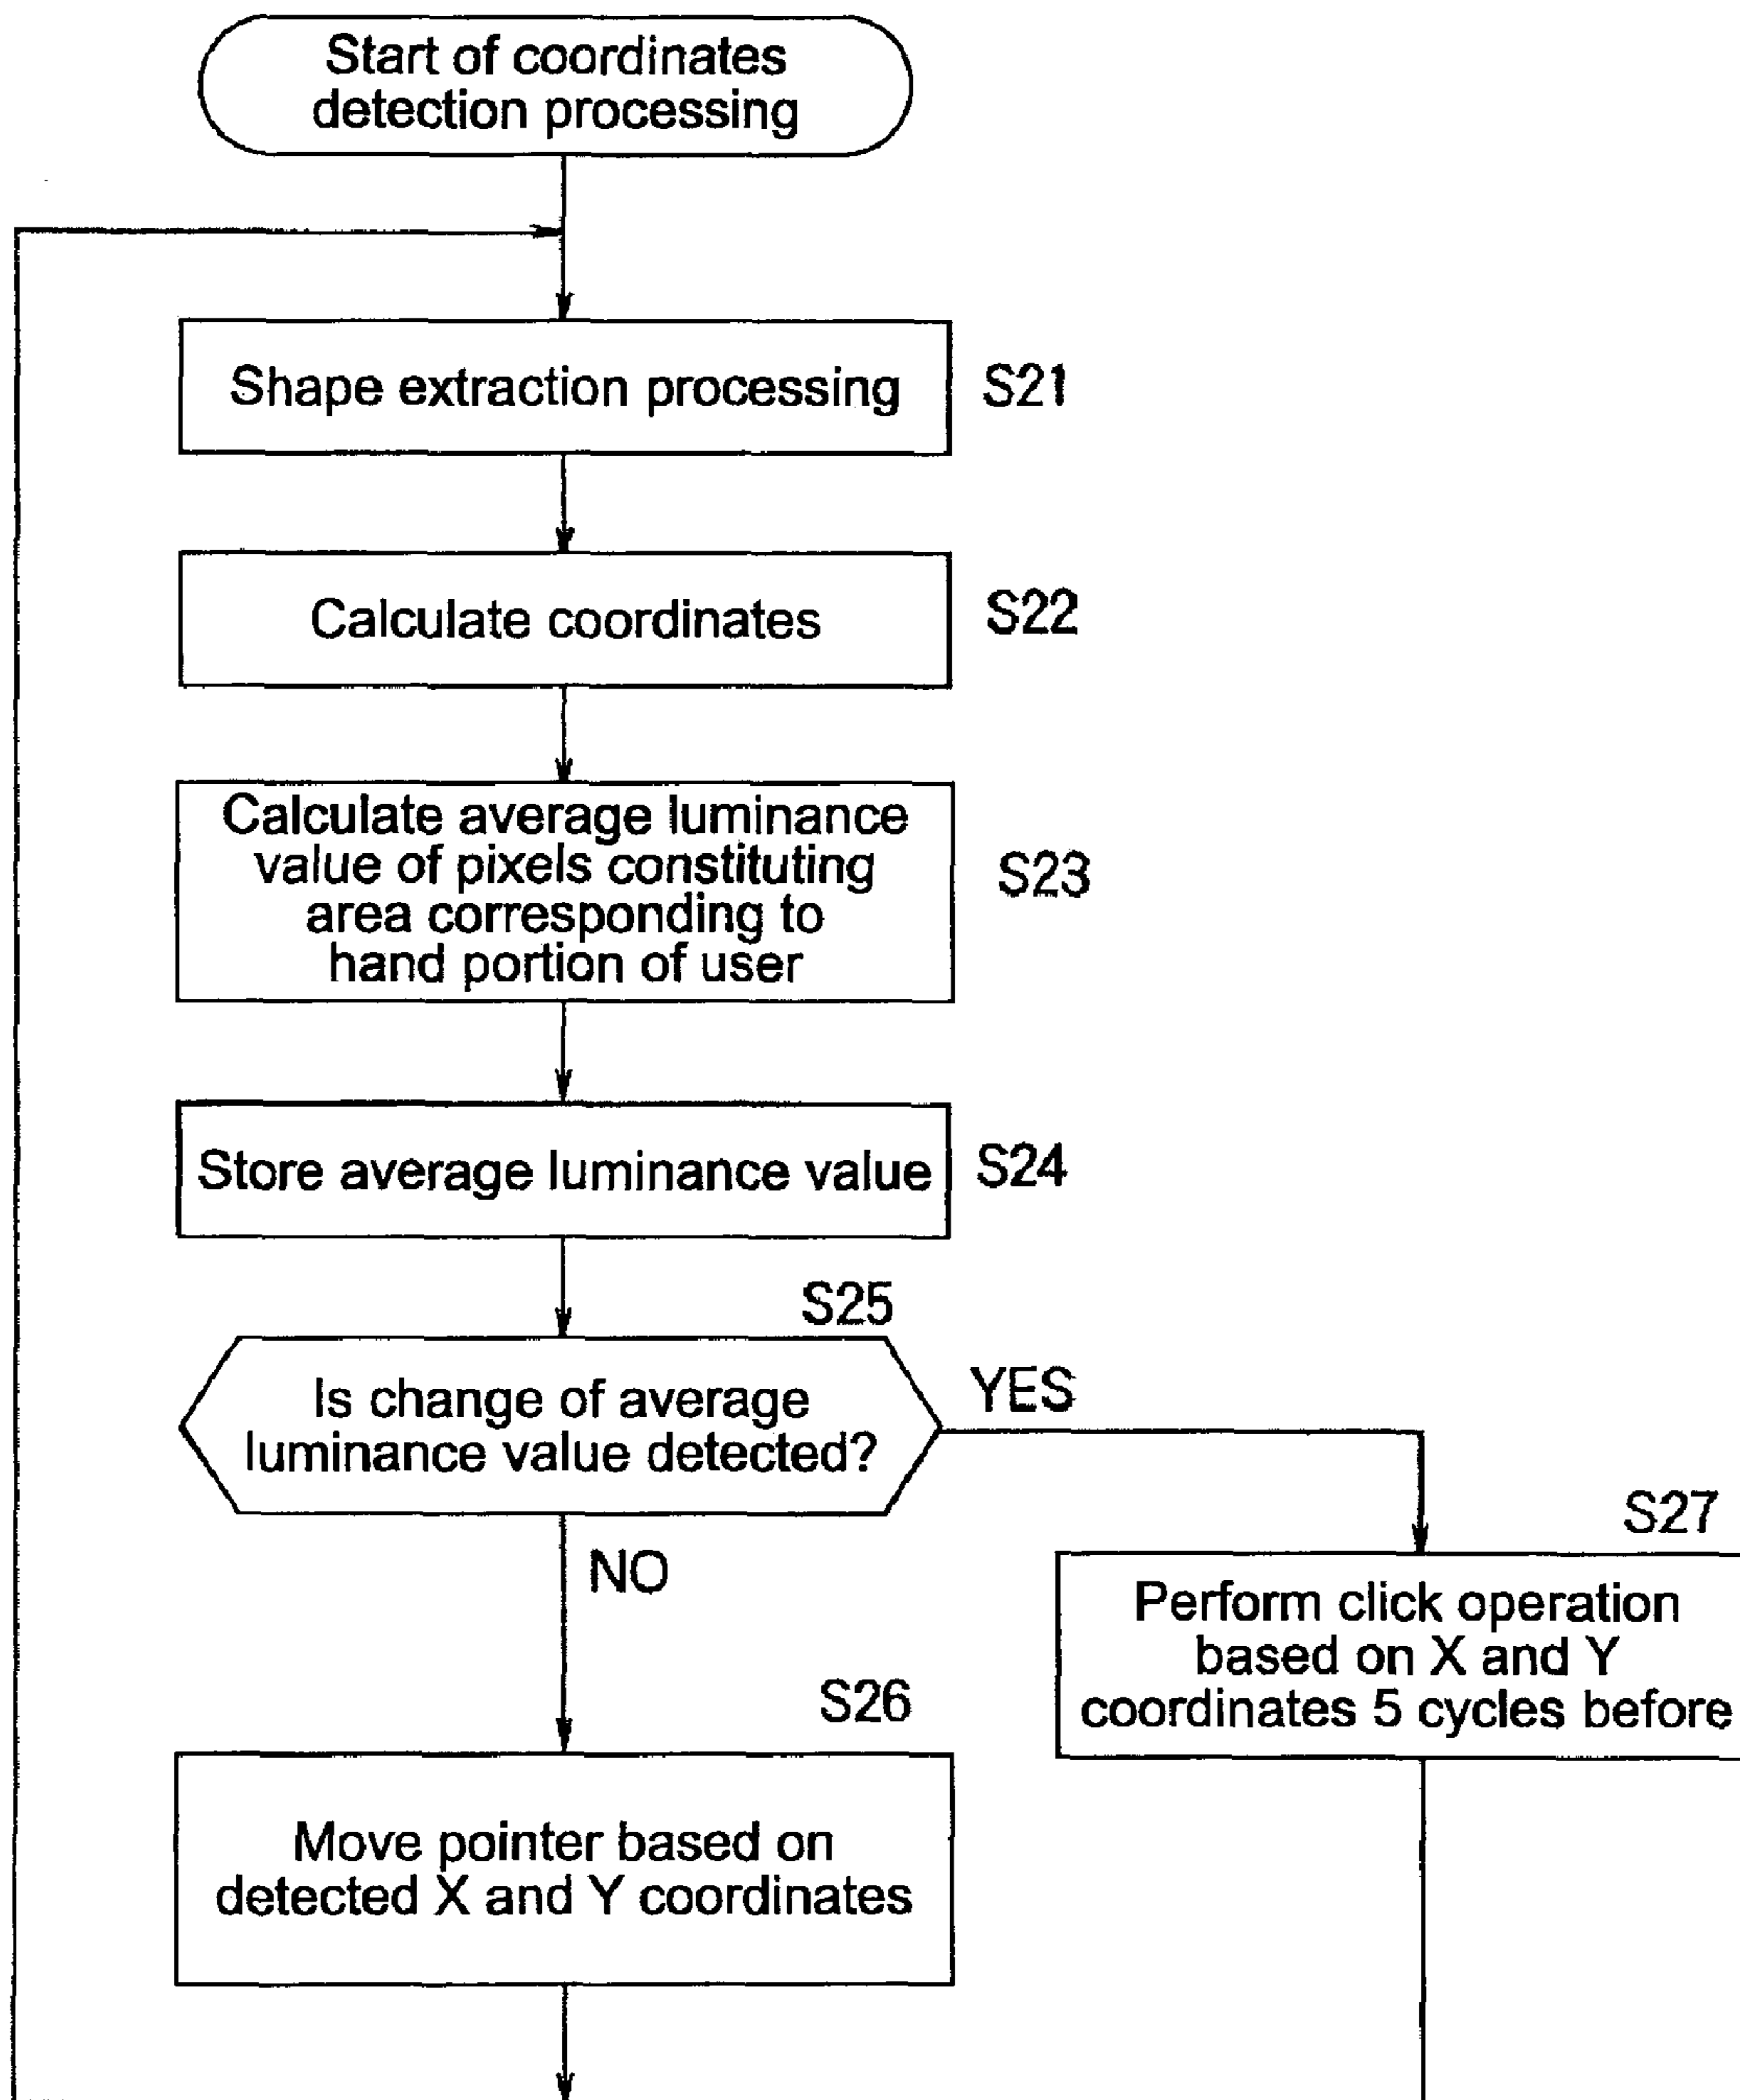 Start of coordinates
detection processing
Shape extraction processing
S21
Calculate coordinates
S22
Calculate average luminance
value of pixels constituting
area corresponding to
hand portion of user
S23
Store average luminance value
S24
S25
Is change of average
luminance value detected?
YES
NO
S27
Perform click operation
based on X and Y
coordinates 5 cycles before
S26
Move pointer based on
detected X and Y coordinates